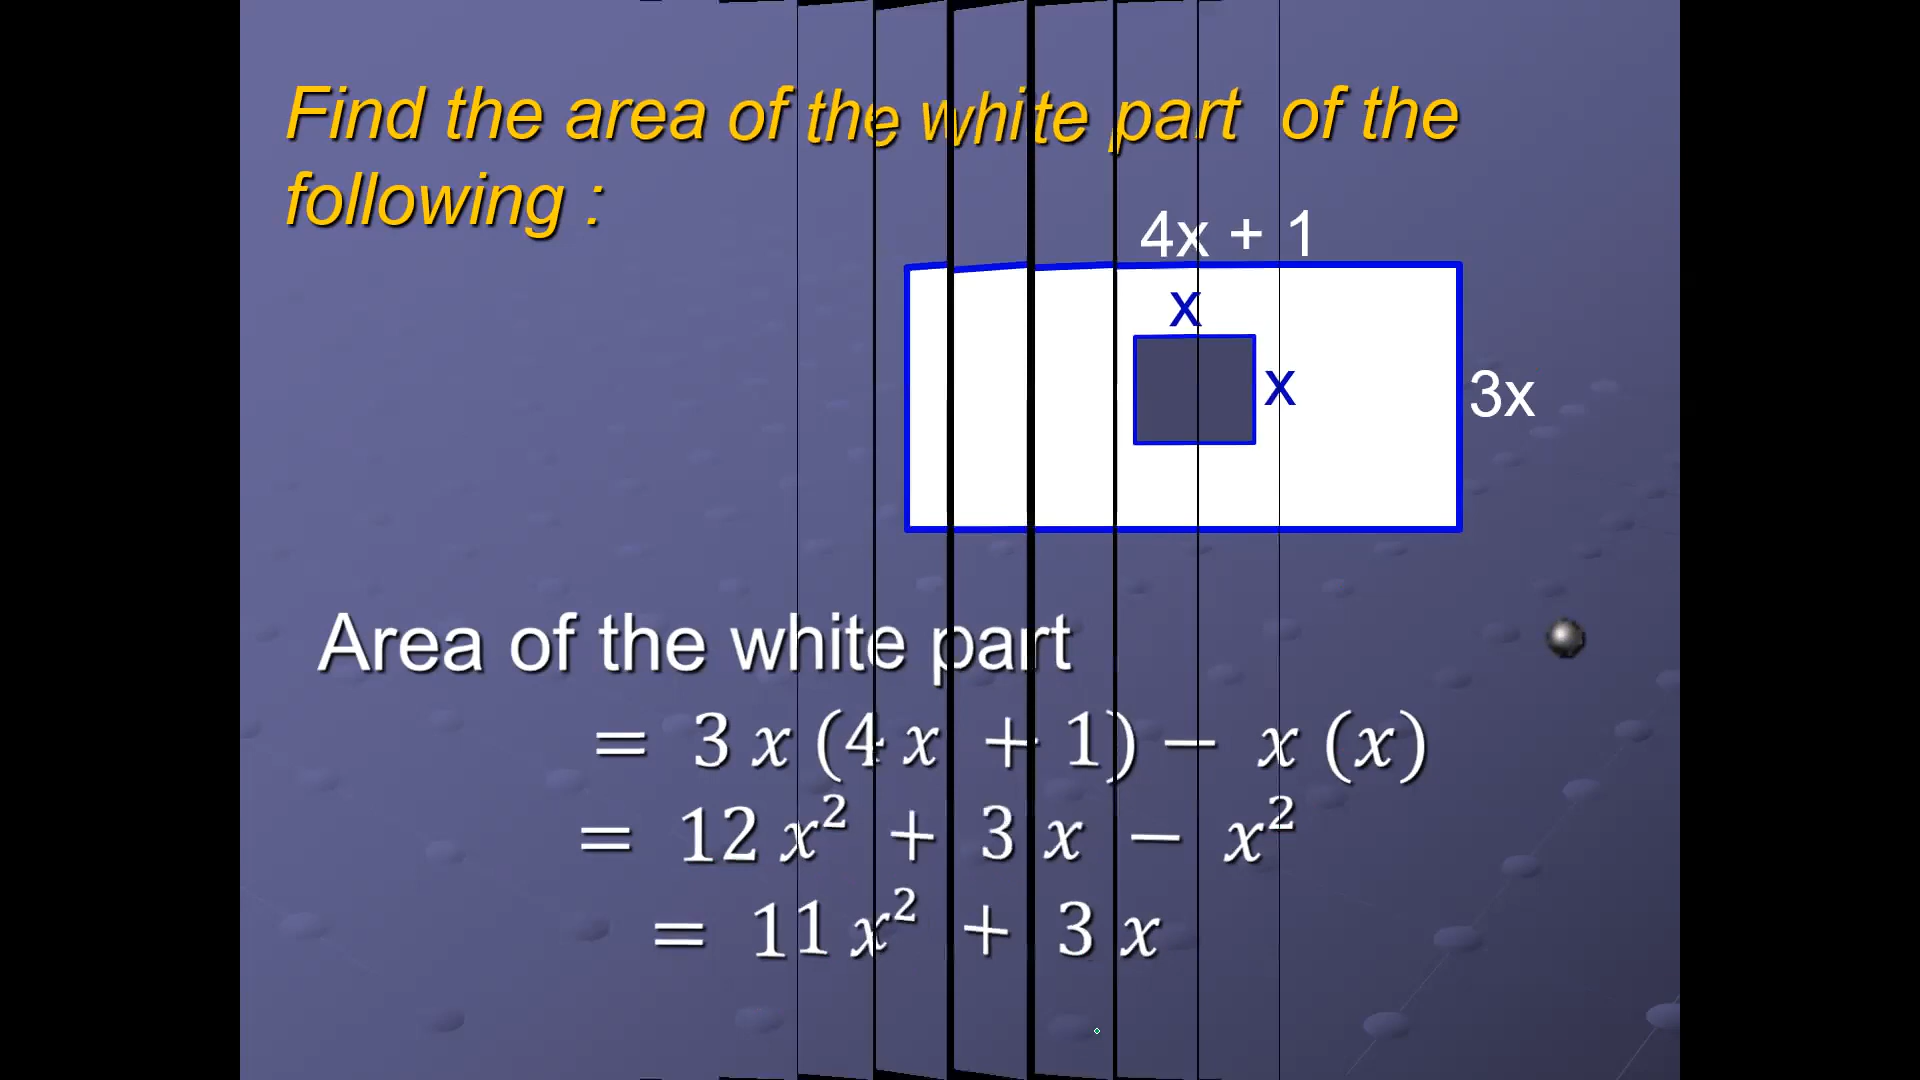 Find the area of the white part of the
following :
4x + 1
x
x
3x
Area of the white part
= 3 x (4 x + 1) − x (x)
= 12 x² + 3 x − x²
= 11 x² + 3 x